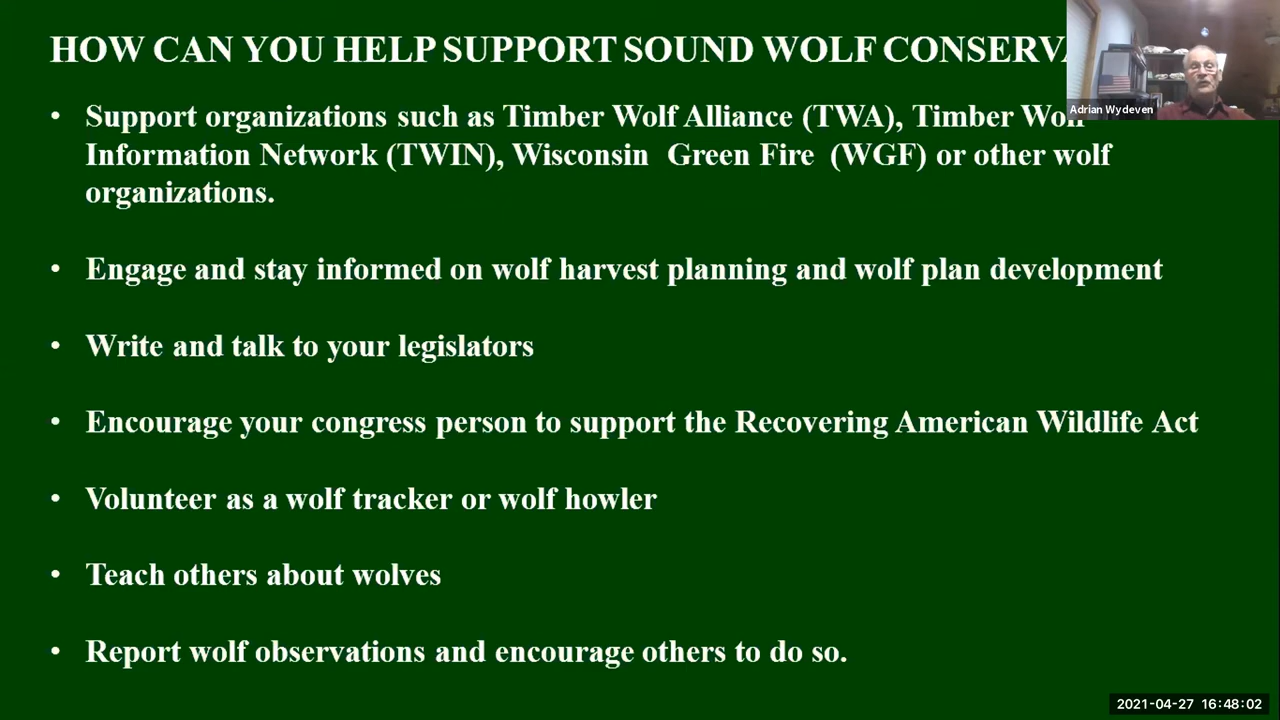 HOW CAN YOU HELP SUPPORT SOUND WOLF
Adrian Wydeven
• Support organizations such as Timber Wolf Alliance (TWA), Timber
Information Network (TWIN), Wisconsin Green Fire (WGF) or other wolf
organizations.
• Engage and stay informed on wolf harvest planning and wolf plan development
• Write and talk to your legislators
• Encourage your congress person to support the Recovering American Wildlife Act
• Volunteer as a wolf tracker or wolf howler
• Teach others about wolves
• Report wolf observations and encourage others to do so.
2021-04-27 16:48:02